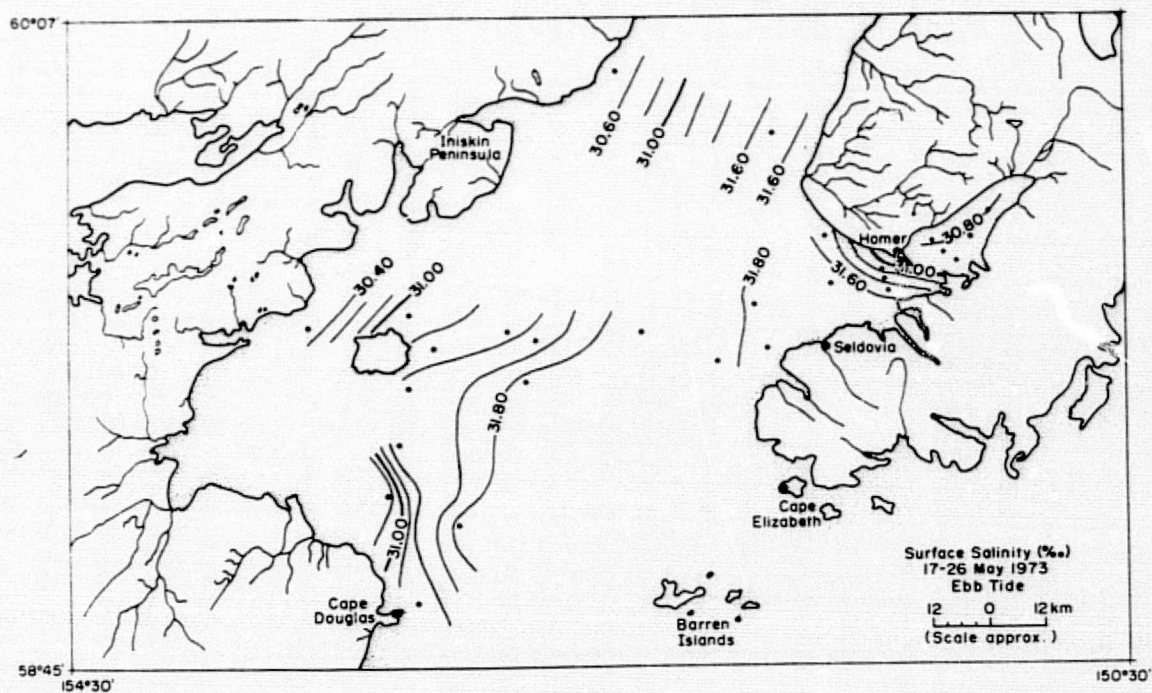 60°07'
Iniskin
Peninsula
30.60
31.00
31.60
31.60
30.80
Homer
31.00
31.60
31.80
30.40
31.00
Seldovia
31.80
Cape
Elizabeth
31.00
Surface Salinity (‰)
17-26 May 1973
Ebb Tide
12 0 12km
(Scale approx.)
Cape
Douglas
Barren
Islands
58°45'
154°30'
150°30'